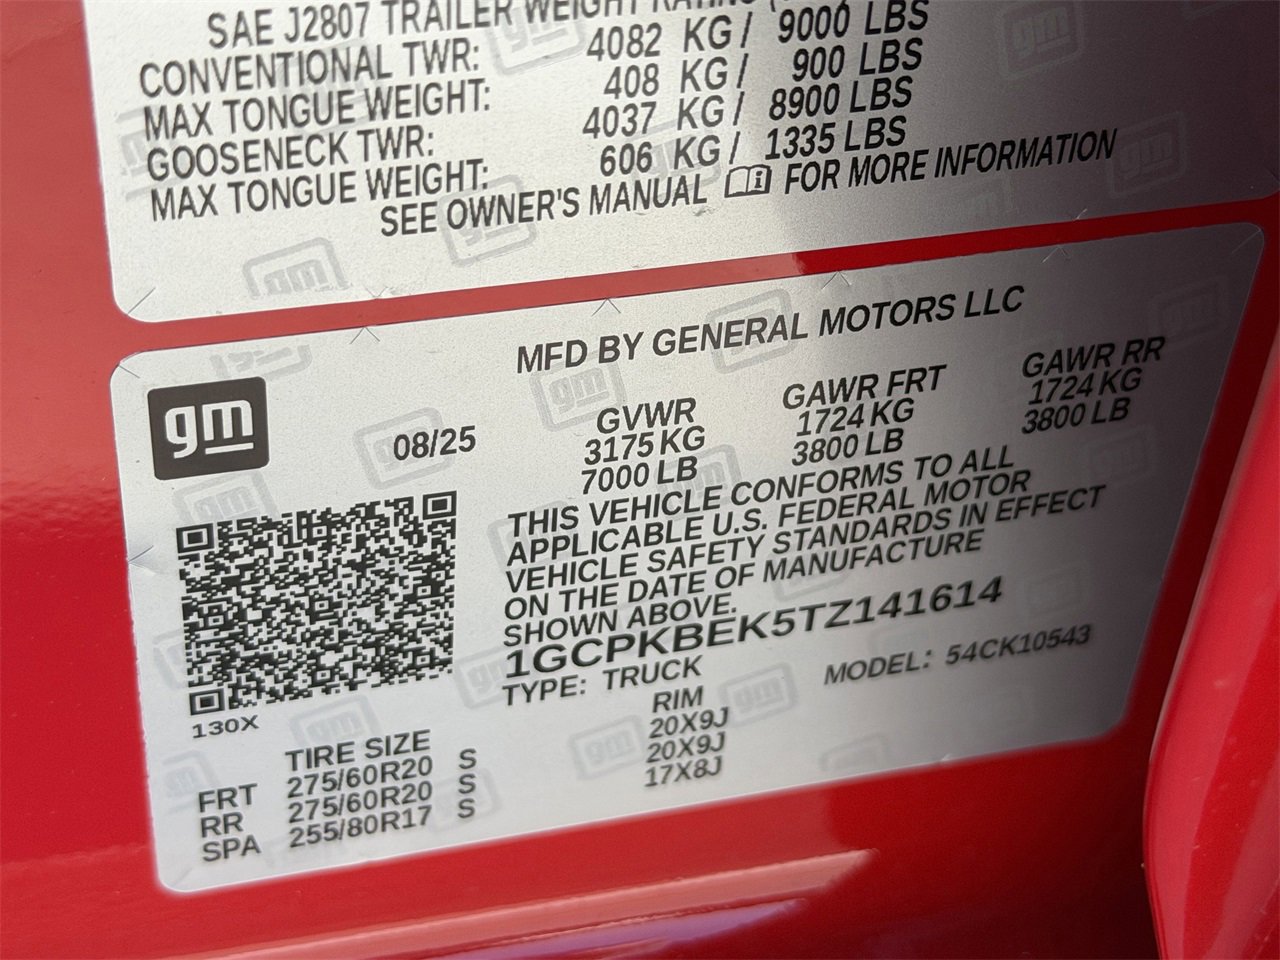 SAE J2807 TRAILER WEIGHT RATING
CONVENTIONAL TWR: 4082 KG / 9000 LBS
MAX TONGUE WEIGHT: 408 KG / 900 LBS
GOOSENECK TWR: 4037 KG / 8900 LBS
MAX TONGUE WEIGHT: 606 KG / 1335 LBS
SEE OWNER'S MANUAL FOR MORE INFORMATION
MFD BY GENERAL MOTORS LLC
gm
08/25
GVWR GAWR FRT GAWR RR
3175 KG 1724 KG 1724 KG
7000 LB 3800 LB 3800 LB
THIS VEHICLE CONFORMS TO ALL
APPLICABLE U.S. FEDERAL MOTOR
VEHICLE SAFETY STANDARDS IN EFFECT
ON THE DATE OF MANUFACTURE
SHOWN ABOVE.
1GCPKBEK5TZ141614
TYPE: TRUCK MODEL: 54CK10543
130X
TIRE SIZE RIM
FRT 275/60R20 S 20X9J
RR 275/60R20 S 20X9J
SPA 255/80R17 S 17X8J